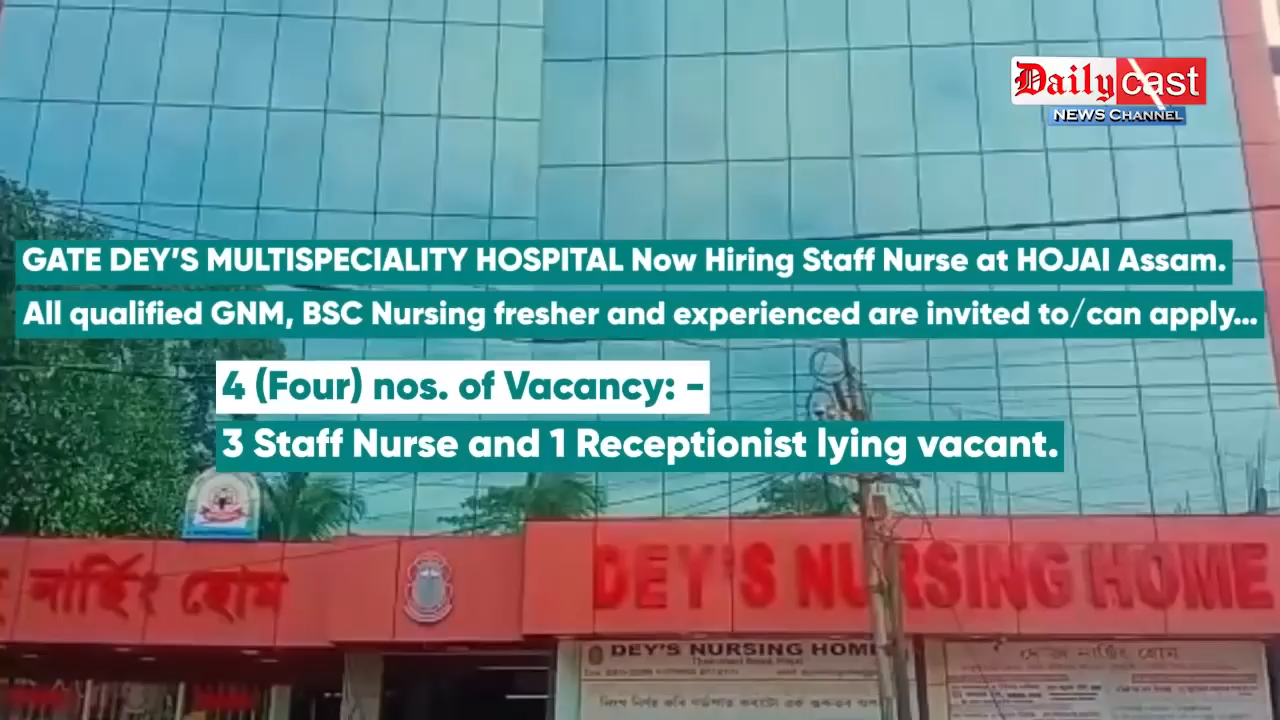 Daily cast
NEWS CHANNEL
GATE DEY'S MULTISPECIALITY HOSPITAL Now Hiring Staff Nurse at HOJAI Assam.
All qualified GNM, BSC Nursing fresher and experienced are invited to/can apply...
4 (Four) nos. of Vacancy: -
3 Staff Nurse and 1 Receptionist lying vacant.
নাৰ্ছিং হোম
DEY'S NURSING HOME
DEY'S NURSING HOME
নাৰ্ছিং হোম